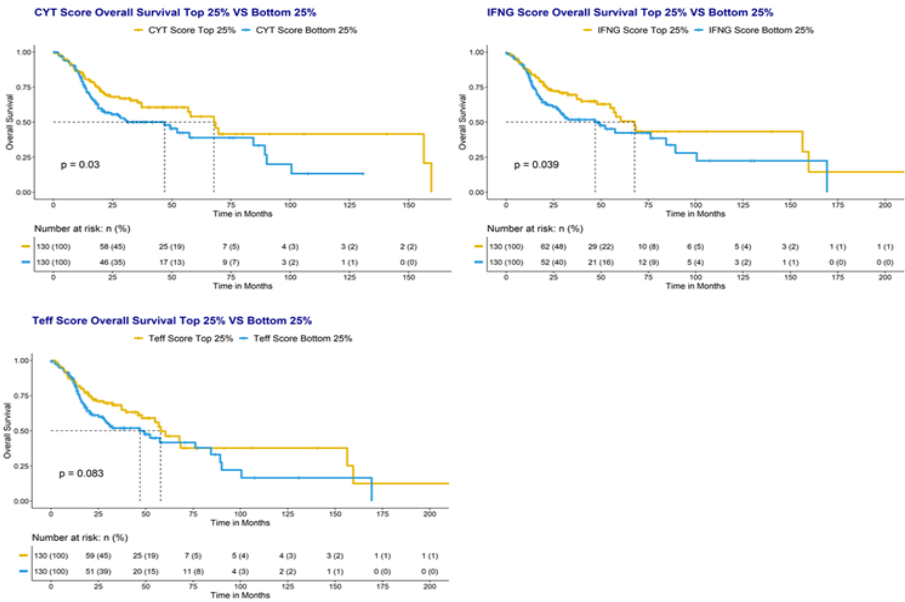 CYT Score Overall Survival Top 25% VS Bottom 25%
CYT Score Top 25% CYT Score Bottom 25%
1.00
0.75
0.50
0.25
0.00
Overall Survival
p = 0.03
0 25 50 75 100 125 150
Time in Months
Number at risk: n (%)
130 (100) 58 (45) 25 (19) 7 (5) 4 (3) 3 (2) 2 (2)
130 (100) 46 (35) 17 (13) 9 (7) 3 (2) 1 (1) 0 (0)
0 25 50 75 100 125 150
Time in Months
IFNG Score Overall Survival Top 25% VS Bottom 25%
IFNG Score Top 25% IFNG Score Bottom 25%
1.00
0.75
0.50
0.25
0.00
Overall Survival
p = 0.039
0 25 50 75 100 125 150 175 200
Time in Months
Number at risk: n (%)
130 (100) 62 (48) 29 (22) 10 (8) 6 (5) 5 (4) 3 (2) 1 (1) 1 (1)
130 (100) 52 (40) 21 (16) 12 (9) 5 (4) 3 (2) 1 (1) 0 (0) 0 (0)
0 25 50 75 100 125 150 175 200
Time in Months
Teff Score Overall Survival Top 25% VS Bottom 25%
Teff Score Top 25% Teff Score Bottom 25%
1.00
0.75
0.50
0.25
0.00
Overall Survival
p = 0.083
0 25 50 75 100 125 150 175 200
Time in Months
Number at risk: n (%)
130 (100) 59 (45) 25 (19) 7 (5) 5 (4) 4 (3) 3 (2) 1 (1) 1 (1)
130 (100) 51 (39) 20 (15) 11 (8) 4 (3) 2 (2) 1 (1) 0 (0) 0 (0)
0 25 50 75 100 125 150 175 200
Time in Months